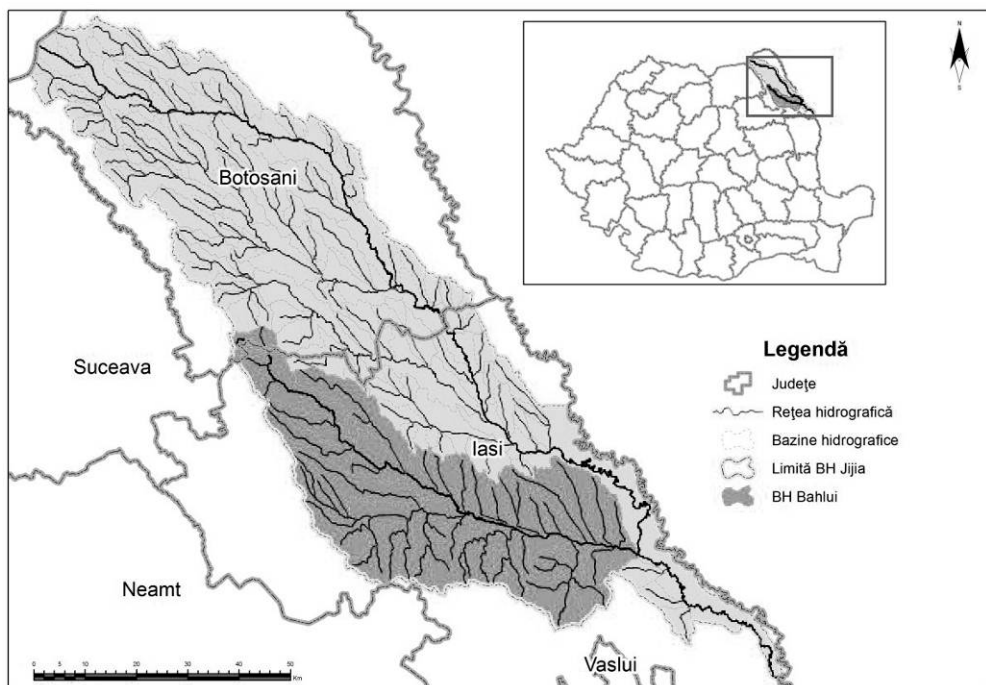 N
S
Botosani
Suceava
Iasi
Neamt
Vaslui
Legendă
Județe
Rețea hidrografică
Bazine hidrografice
Limită BH Jijia
BH Bahlui
0 5 10 20 30 40 50
Km